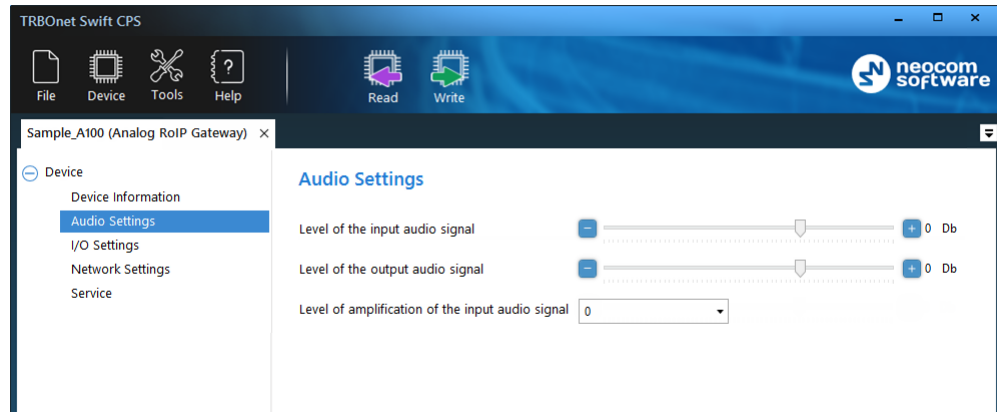 TRBOnet Swift CPS
File Device Tools Help Read Write
neocom
software
Sample_A100 (Analog RoIP Gateway)
Device
Device Information
Audio Settings
I/O Settings
Network Settings
Service
Audio Settings
Level of the input audio signal 0 Db
Level of the output audio signal 0 Db
Level of amplification of the input audio signal 0